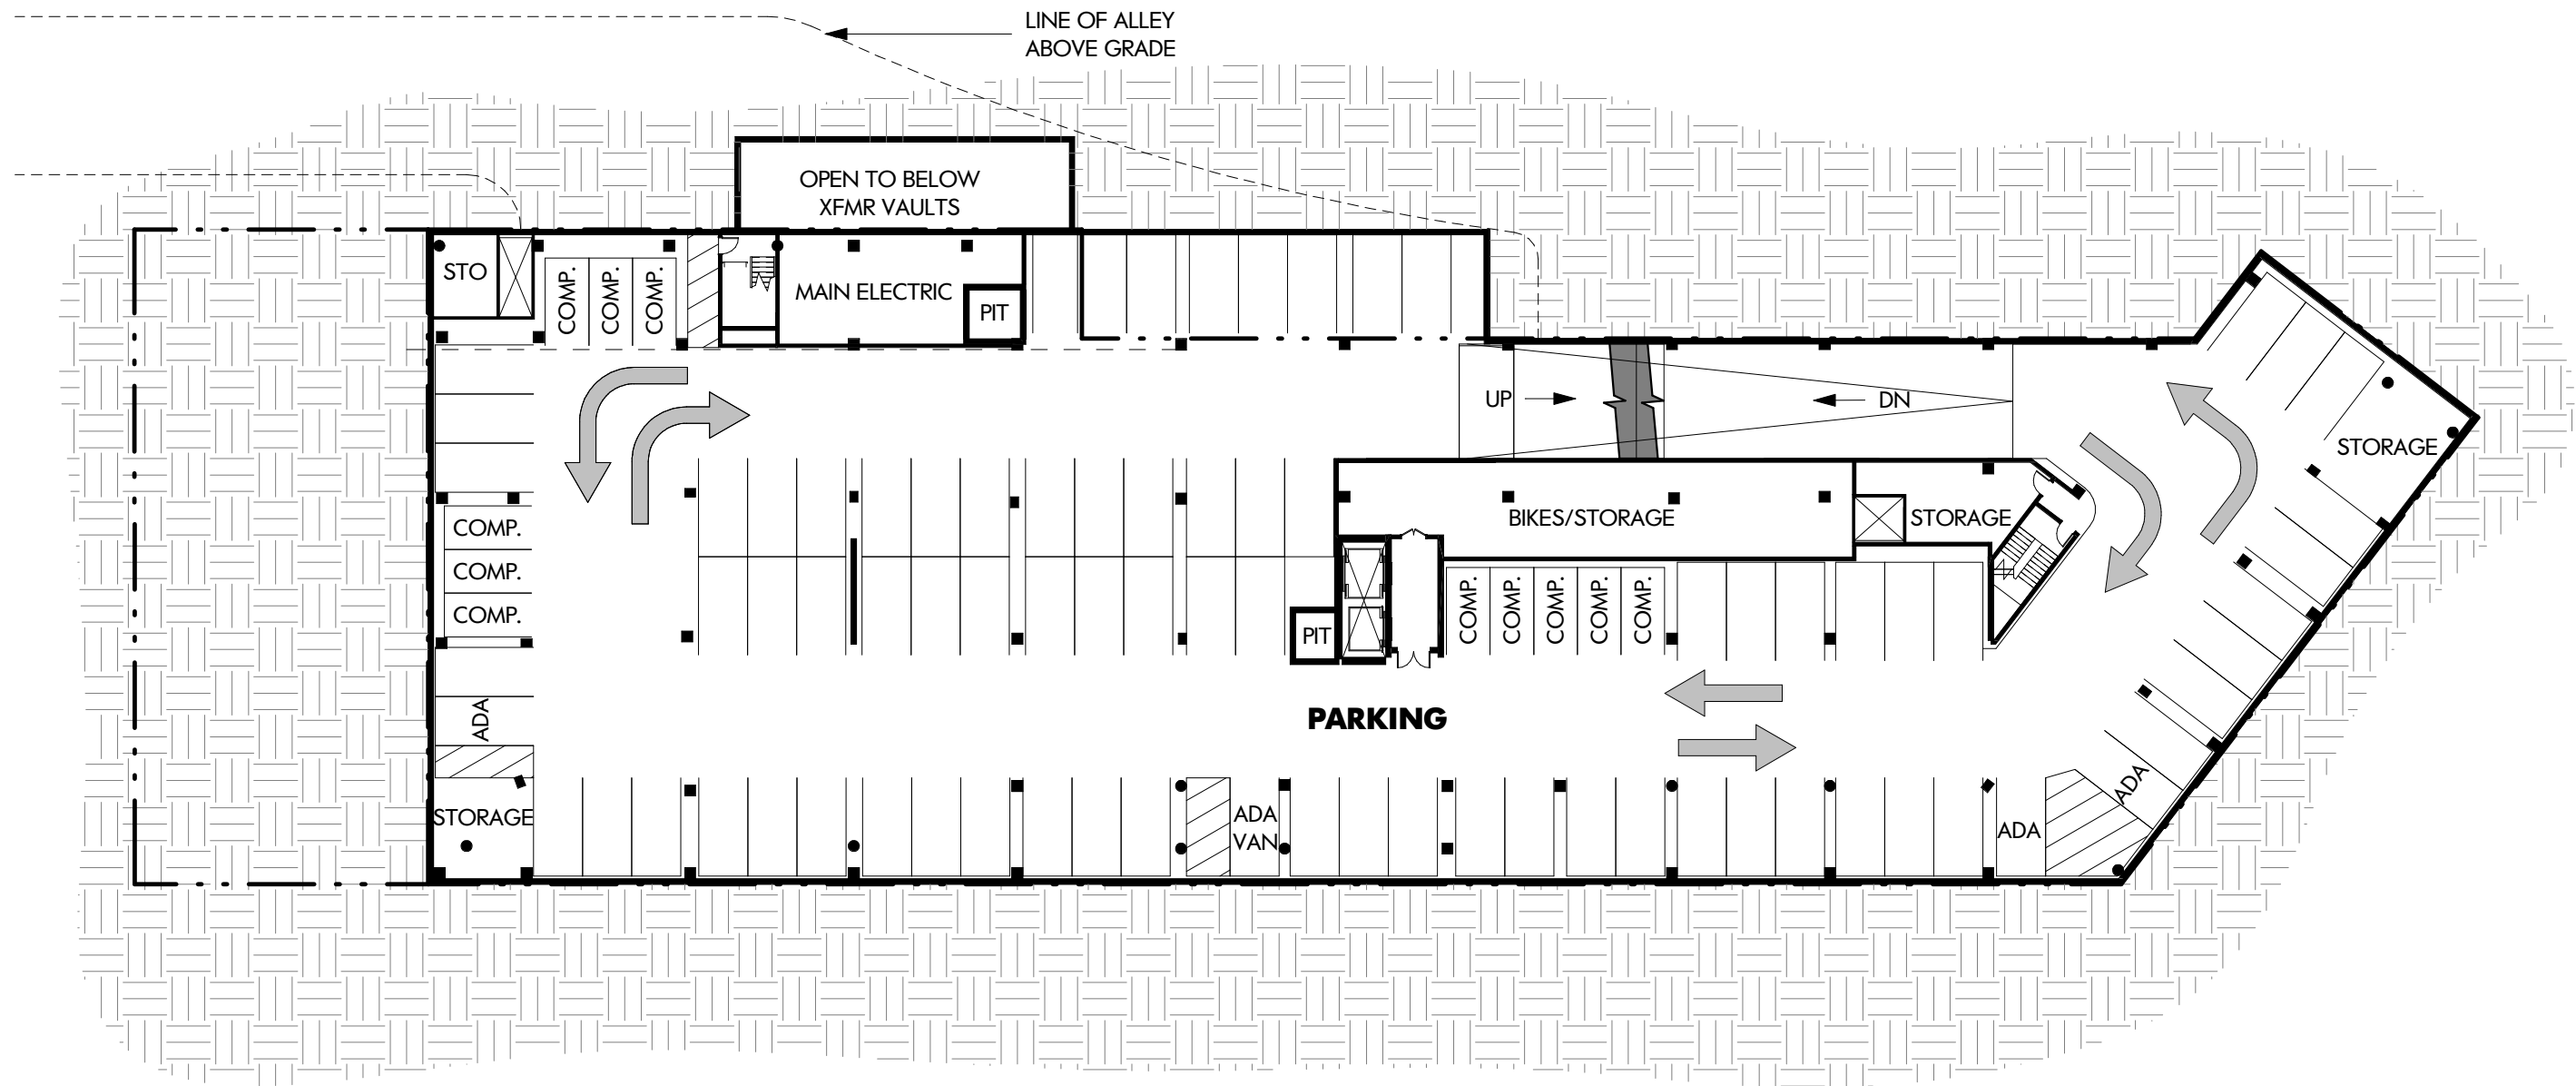 LINE OF ALLEY
ABOVE GRADE
OPEN TO BELOW
XFMR VAULTS
STO
COMP.
COMP.
COMP.
MAIN ELECTRIC
PIT
UP
DN
STORAGE
COMP.
COMP.
COMP.
BIKES/STORAGE
STORAGE
PIT
COMP.
COMP.
COMP.
COMP.
COMP.
ADA
PARKING
STORAGE
ADA
VAN
ADA
ADA